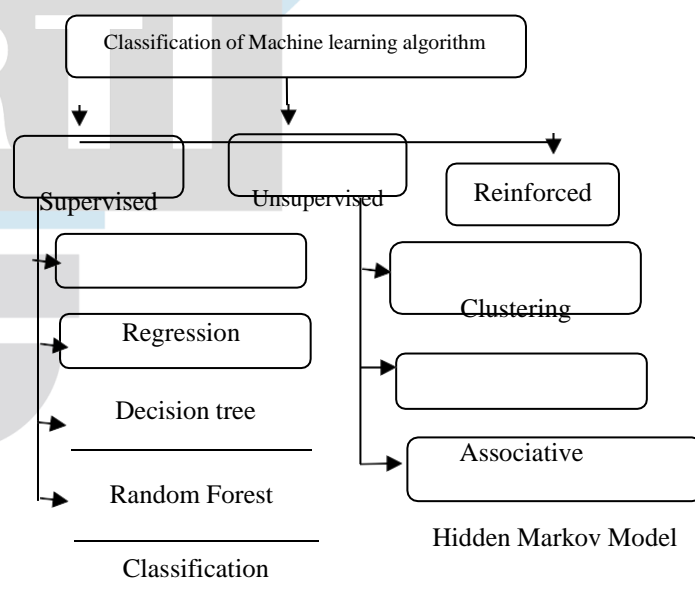 Classification of Machine learning algorithm
Supervised
Unsupervised
Reinforced
Regression
Decision tree
Random Forest
Classification
Clustering
Associative
Hidden Markov Model